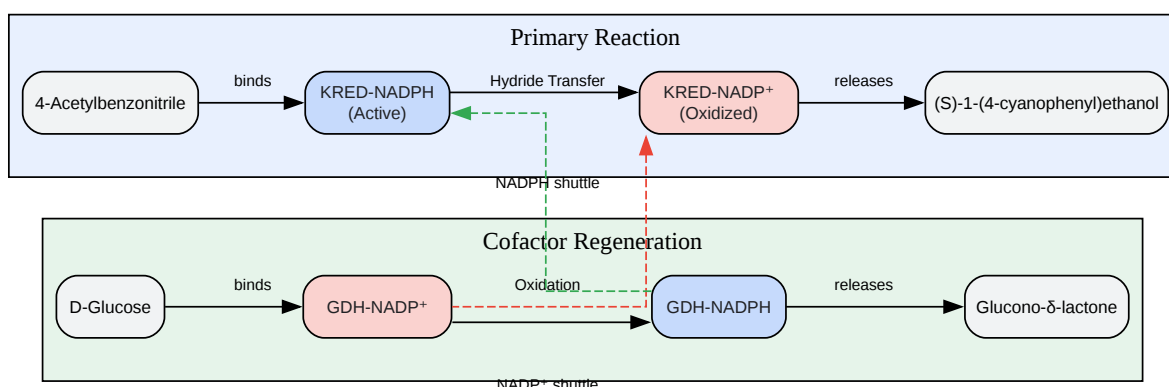 Primary Reaction
4-Acetylbenzonitrile
binds
KRED-NADPH
(Active)
Hydride Transfer
KRED-NADP⁺
(Oxidized)
releases
(S)-1-(4-cyanophenyl)ethanol
NADPH shuttle
Cofactor Regeneration
D-Glucose
binds
GDH-NADP⁺
Oxidation
GDH-NADPH
releases
Glucono-δ-lactone
NADP⁺ shuttle